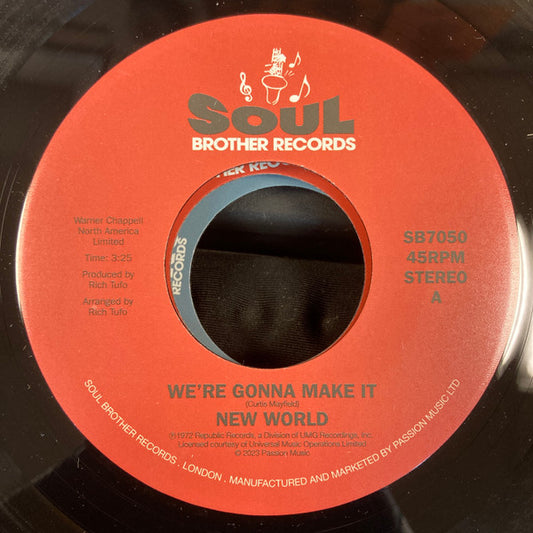 SOUL
BROTHER RECORDS
HER RECORDS
RECORDS
Warner Chappell
North America
Limited
Time: 3:25
Produced by
Rich Tufo
Arranged by
Rich Tufo
SB7050
45RPM
STEREO
A
WE'RE GONNA MAKE IT
(Curtis Mayfield)
NEW WORLD
℗1972 Republic Records, a Division of UMG Recordings, Inc.
Licensed courtesy of Universal Music Operations Limited
© 2023 Passion Music
SOUL BROTHER RECORDS . LONDON . MANUFACTURED AND MARKETED BY PASSION MUSIC LTD